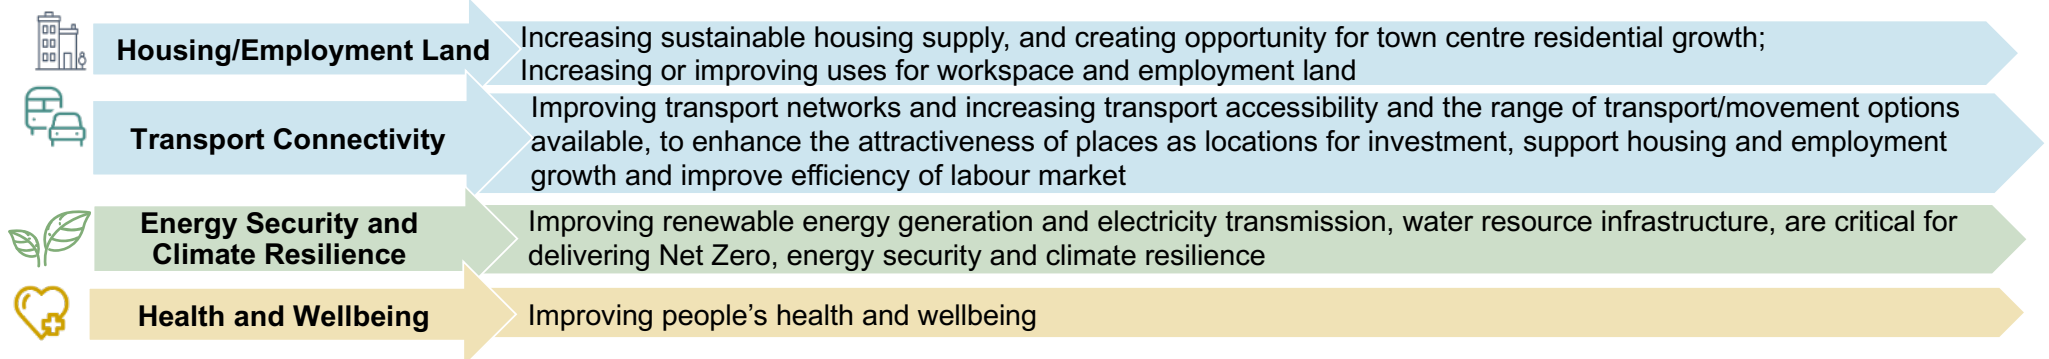 Housing/Employment Land
Increasing sustainable housing supply, and creating opportunity for town centre residential growth;
Increasing or improving uses for workspace and employment land
Transport Connectivity
Improving transport networks and increasing transport accessibility and the range of transport/movement options
available, to enhance the attractiveness of places as locations for investment, support housing and employment
growth and improve efficiency of labour market
Energy Security and
Climate Resilience
Improving renewable energy generation and electricity transmission, water resource infrastructure, are critical for
delivering Net Zero, energy security and climate resilience
Health and Wellbeing
Improving people’s health and wellbeing